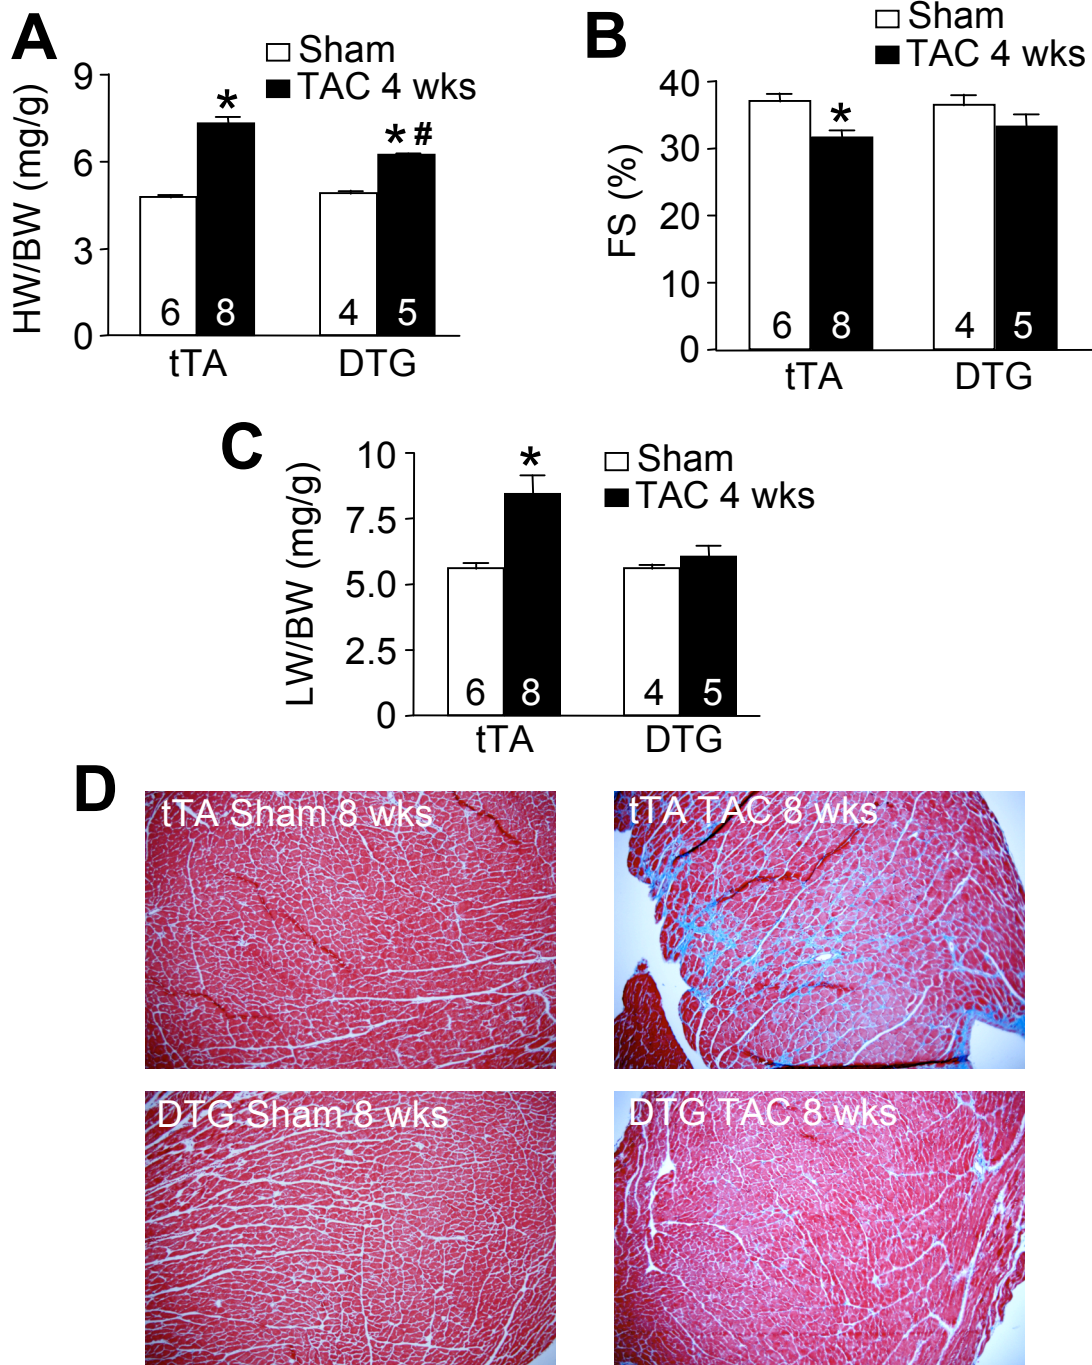 A
Sham
TAC 4 wks
HW/BW (mg/g)
9
6
3
0
*
* #
6
8
4
5
tTA
DTG
B
Sham
TAC 4 wks
FS (%)
40
30
20
10
0
*
6
8
4
5
tTA
DTG
C
Sham
TAC 4 wks
LW/BW (mg/g)
10
7.5
5.0
2.5
0
*
6
8
4
5
tTA
DTG
D
tTA Sham 8 wks
tTA TAC 8 wks
DTG Sham 8 wks
DTG TAC 8 wks